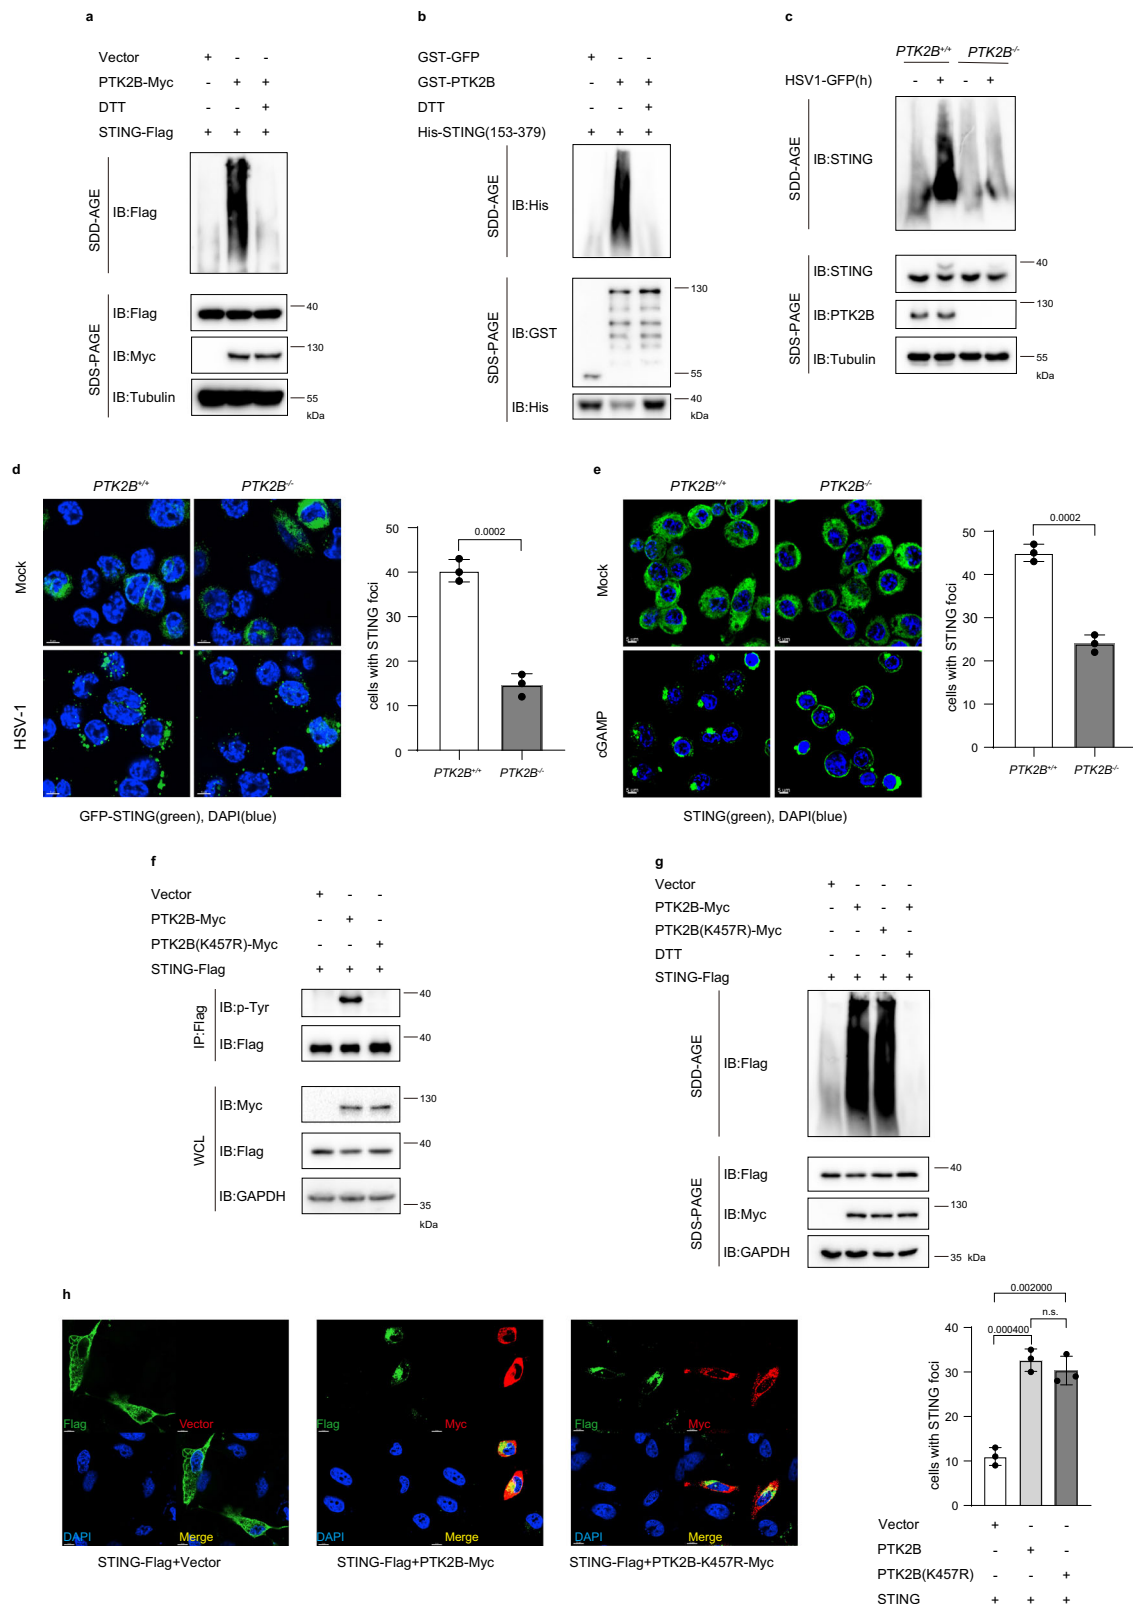 a
Vector + - -
PTK2B-Myc - + +
DTT - - +
STING-Flag + + +
SDD-AGE
IB:Flag
SDS-PAGE
IB:Flag
40
IB:Myc
130
IB:Tubulin
55
kDa
b
GST-GFP + - -
GST-PTK2B - + +
DTT - - +
His-STING(153-379) + + +
SDD-AGE
IB:His
SDS-PAGE
130
IB:GST
55
IB:His
40
kDa
c
PTK2B+/+ PTK2B-/-
HSV1-GFP(h) - + - +
SDD-AGE
IB:STING
SDS-PAGE
IB:STING
40
IB:PTK2B
130
IB:Tubulin
55
kDa
d
PTK2B+/+ PTK2B-/-
Mock
HSV-1
GFP-STING(green), DAPI(blue)
cells with STING foci
50
40
30
20
10
0
0.0002
PTK2B+/+ PTK2B-/-
e
PTK2B+/+ PTK2B-/-
Mock
cGAMP
5 um 5 um
5 um 5 um
STING(green), DAPI(blue)
cells with STING foci
50
40
30
20
10
0
0.0002
PTK2B+/+ PTK2B-/-
f
Vector + - -
PTK2B-Myc - + -
PTK2B(K457R)-Myc - - +
STING-Flag + + +
IP:Flag
IB:p-Tyr
40
IB:Flag
40
WCL
IB:Myc
130
IB:Flag
40
IB:GAPDH
35
kDa
g
Vector + - - -
PTK2B-Myc - + - +
PTK2B(K457R)-Myc - - + -
DTT - - - +
STING-Flag + + + +
SDD-AGE
IB:Flag
SDS-PAGE
IB:Flag
40
IB:Myc
130
IB:GAPDH
35 kDa
h
Flag Vector
DAPI Merge
STING-Flag+Vector
Flag Myc
DAPI Merge
STING-Flag+PTK2B-Myc
Flag Myc
DAPI Merge
STING-Flag+PTK2B-K457R-Myc
0.002000
n.s.
0.000400
cells with STING foci
40
30
20
10
0
Vector + - -
PTK2B - + -
PTK2B(K457R) - - +
STING + + +